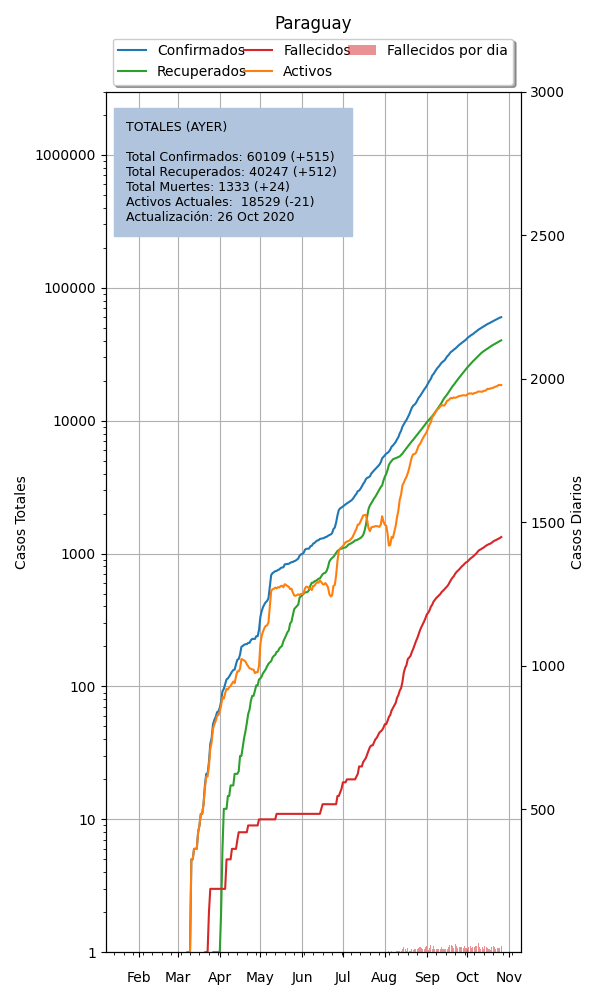 Paraguay
Confirmados
Recuperados
Fallecidos
Activos
Fallecidos por dia
TOTALES (AYER)
Total Confirmados: 60109 (+515)
Total Recuperados: 40247 (+512)
Total Muertes: 1333 (+24)
Activos Actuales:  18529 (-21)
Actualización: 26 Oct 2020
Casos Totales
1000000
100000
10000
1000
100
10
1
Casos Diarios
3000
2500
2000
1500
1000
500
Feb Mar Apr May Jun Jul Aug Sep Oct Nov